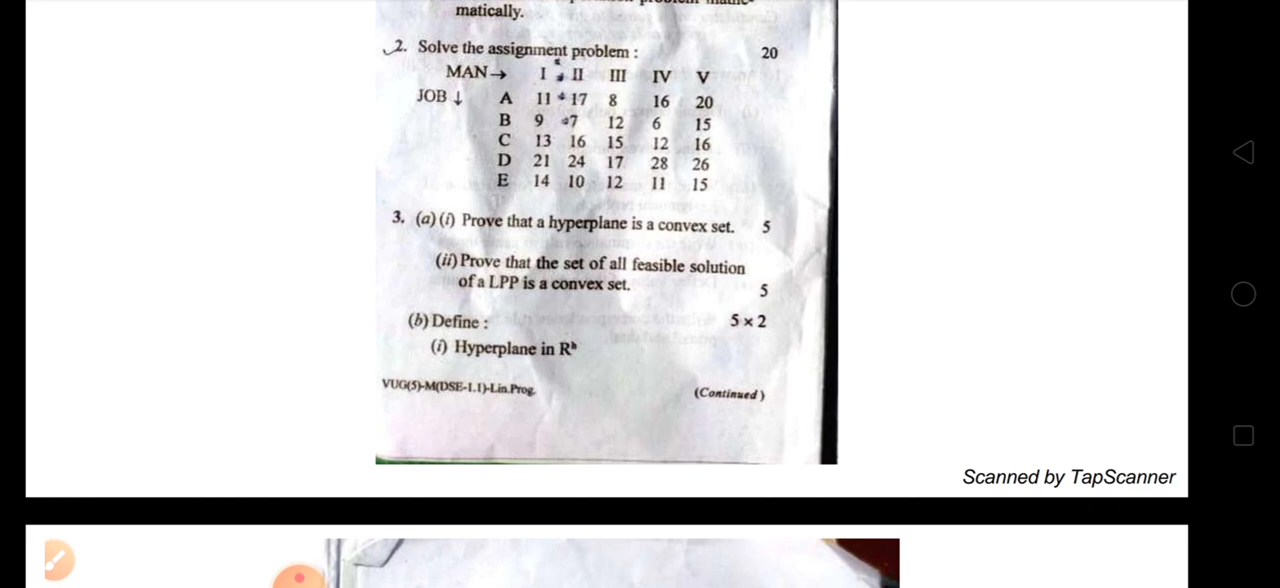 matically.
2. Solve the assignment problem : 20
MAN→ I II III IV V
JOB ↓ A 11 17 8 16 20
B 9 7 12 6 15
C 13 16 15 12 16
D 21 24 17 28 26
E 14 10 12 11 15
3. (a) (i) Prove that a hyperplane is a convex set. 5
(ii) Prove that the set of all feasible solution
of a LPP is a convex set. 5
(b) Define : 5 × 2
(i) Hyperplane in Rⁿ
VUG(5)-M(DSE-1.1)-Lin.Prog. (Continued)
Scanned by TapScanner